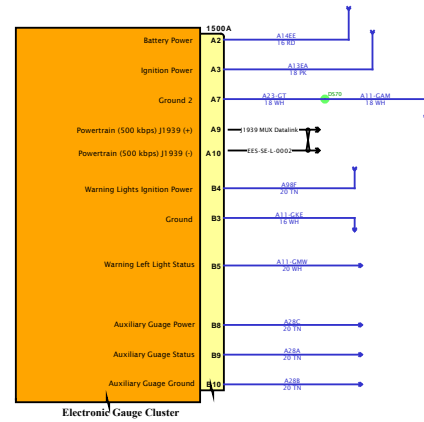 1500A
Battery Power A2 A14EE 16 RD
Ignition Power A3 A13EA 18 PK
Ground 2 A7 A23-GT 18 WH DS70 A11-GAM 18 WH
Powertrain (500 kbps) J1939 (+) A9 J1939 MUX Datalink
Powertrain (500 kbps) J1939 (-) A10 EES-SE-L-0002
Warning Lights Ignition Power B4 A98F 20 TN
Ground B3 A11-GKE 16 WH
Warning Left Light Status B5 A11-GMW 20 WH
Auxiliary Guage Power B8 A28C 20 TN
Auxiliary Guage Status B9 A28A 20 TN
Auxiliary Guage Ground B10 A28B 20 TN
Electronic Gauge Cluster